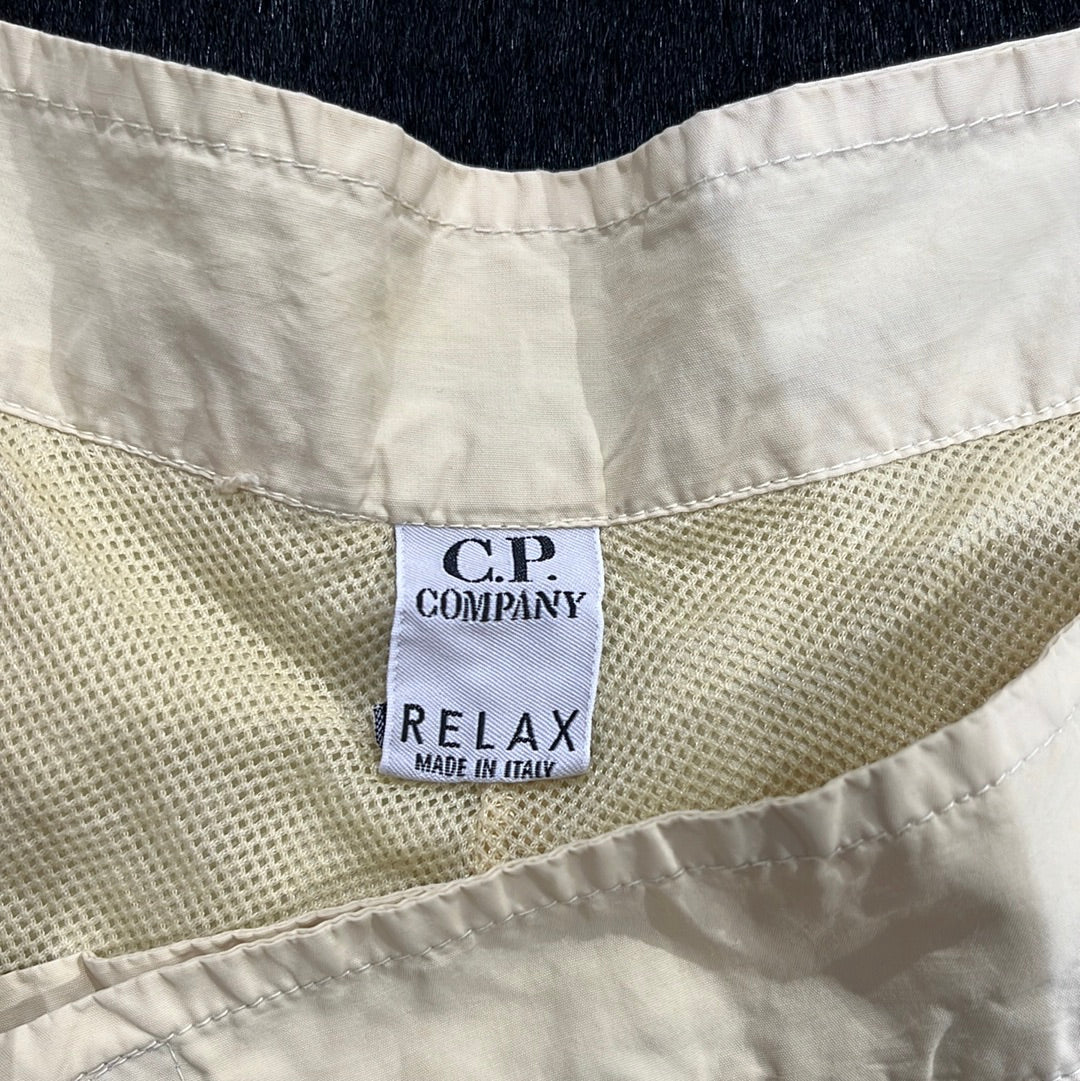 C.P.
COMPANY
RELAX
MADE IN ITALY